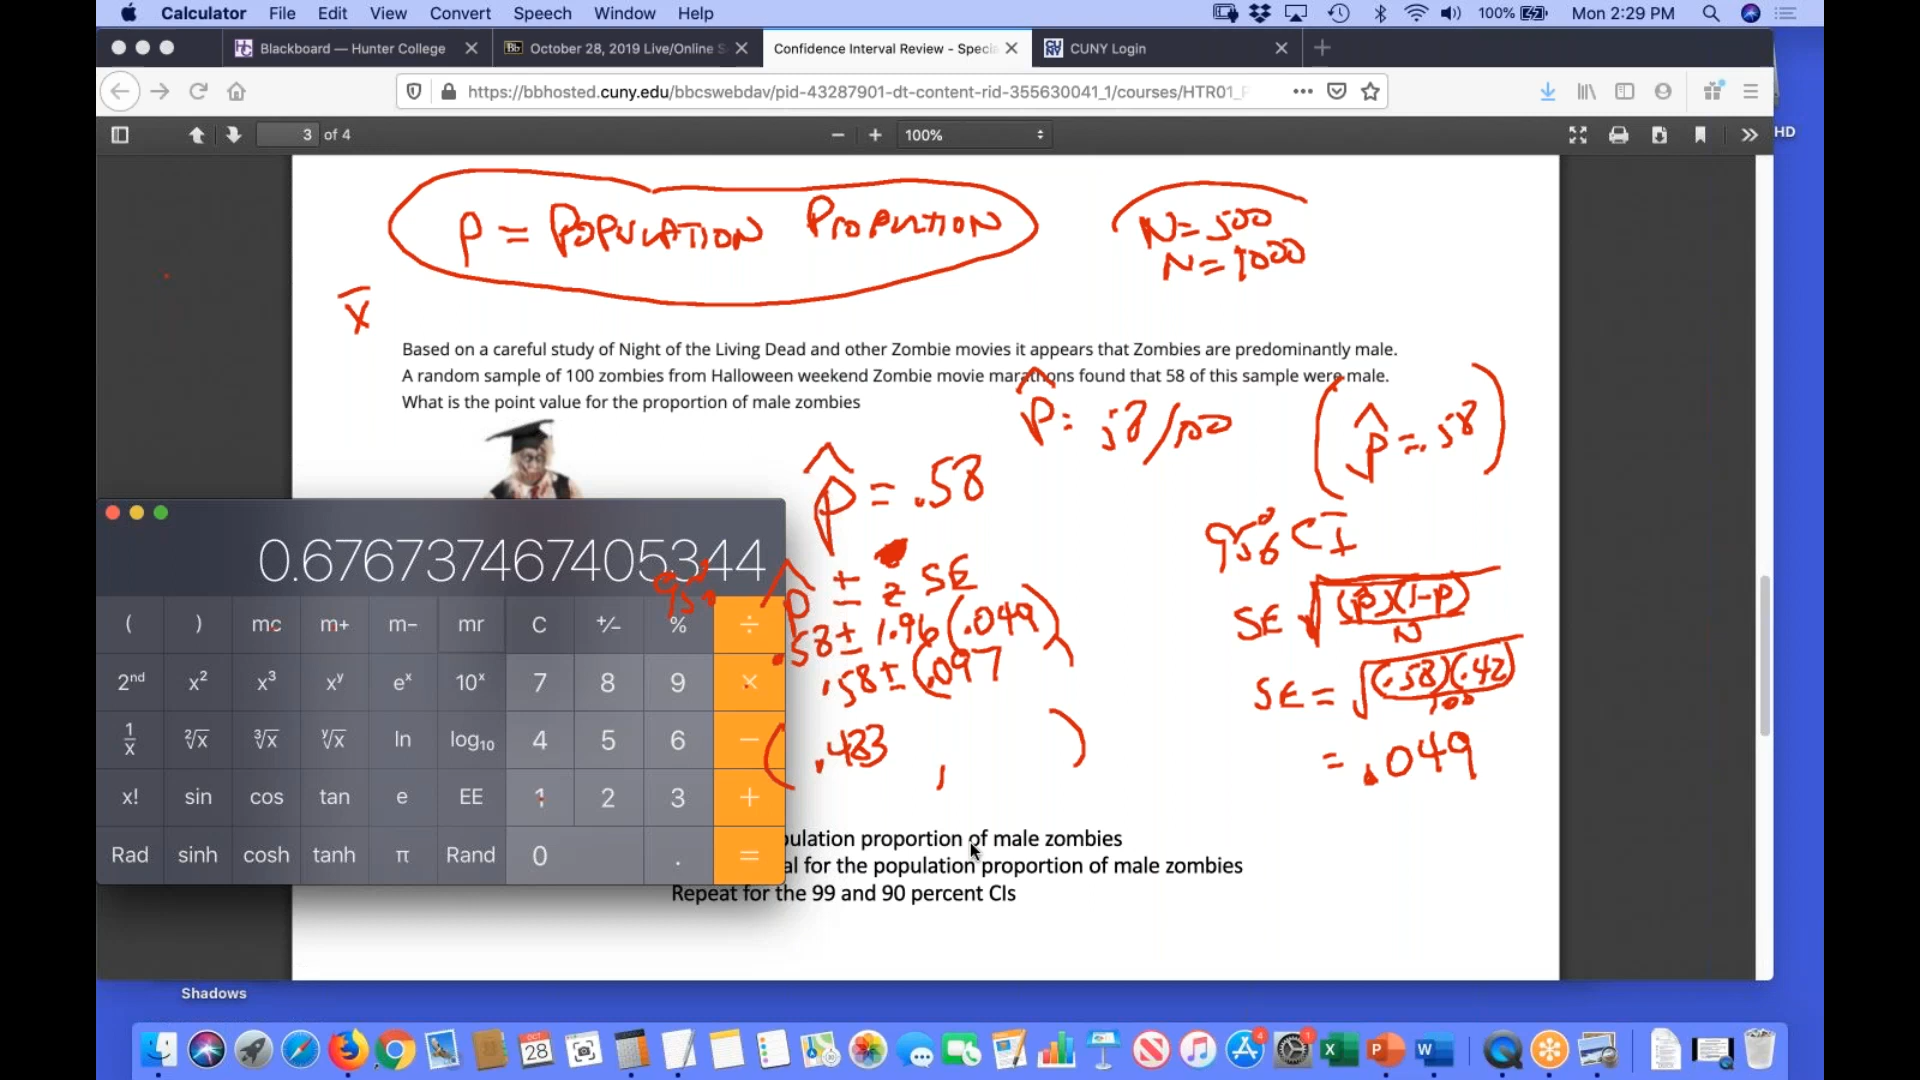 Calculator File Edit View Convert Speech Window Help 100% Mon 2:29 PM
Blackboard — Hunter College
October 28, 2019 Live/Online S
Confidence Interval Review - Specia
CUNY Login
https://bbhosted.cuny.edu/bbcswebdav/pid-43287901-dt-content-rid-355630041_1/courses/HTR01_F
3 of 4
100%
HD
P = POPULATION PROPORTION
N = 500
N = 1000
x̄
Based on a careful study of Night of the Living Dead and other Zombie movies it appears that Zombies are predominantly male.
A random sample of 100 zombies from Halloween weekend Zombie movie marathons found that 58 of this sample were male.
What is the point value for the proportion of male zombies
p̂ = 58/100
(p̂ = .58)
p̂ = .58
95% CI
p̂ ± z SE
SE √(p)(1-p)/N
.58 ± 1.96 (.049)
.58 ± (.097
SE = √(.58)(.42)/100
(.483 , )
= .049
95%
0.676737467405344
( ) mc m+ m- mr C +/- % ÷
2nd x² x³ xʸ eˣ 10ˣ 7 8 9 ×
1/x ²√x ³√x ʸ√x ln log₁₀ 4 5 6 −
x! sin cos tan e EE 1 2 3 +
Rad sinh cosh tanh π Rand 0 . =
pulation proportion of male zombies
al for the population proportion of male zombies
Repeat for the 99 and 90 percent CIs
Shadows
OCT
28
4
1
X
P
W